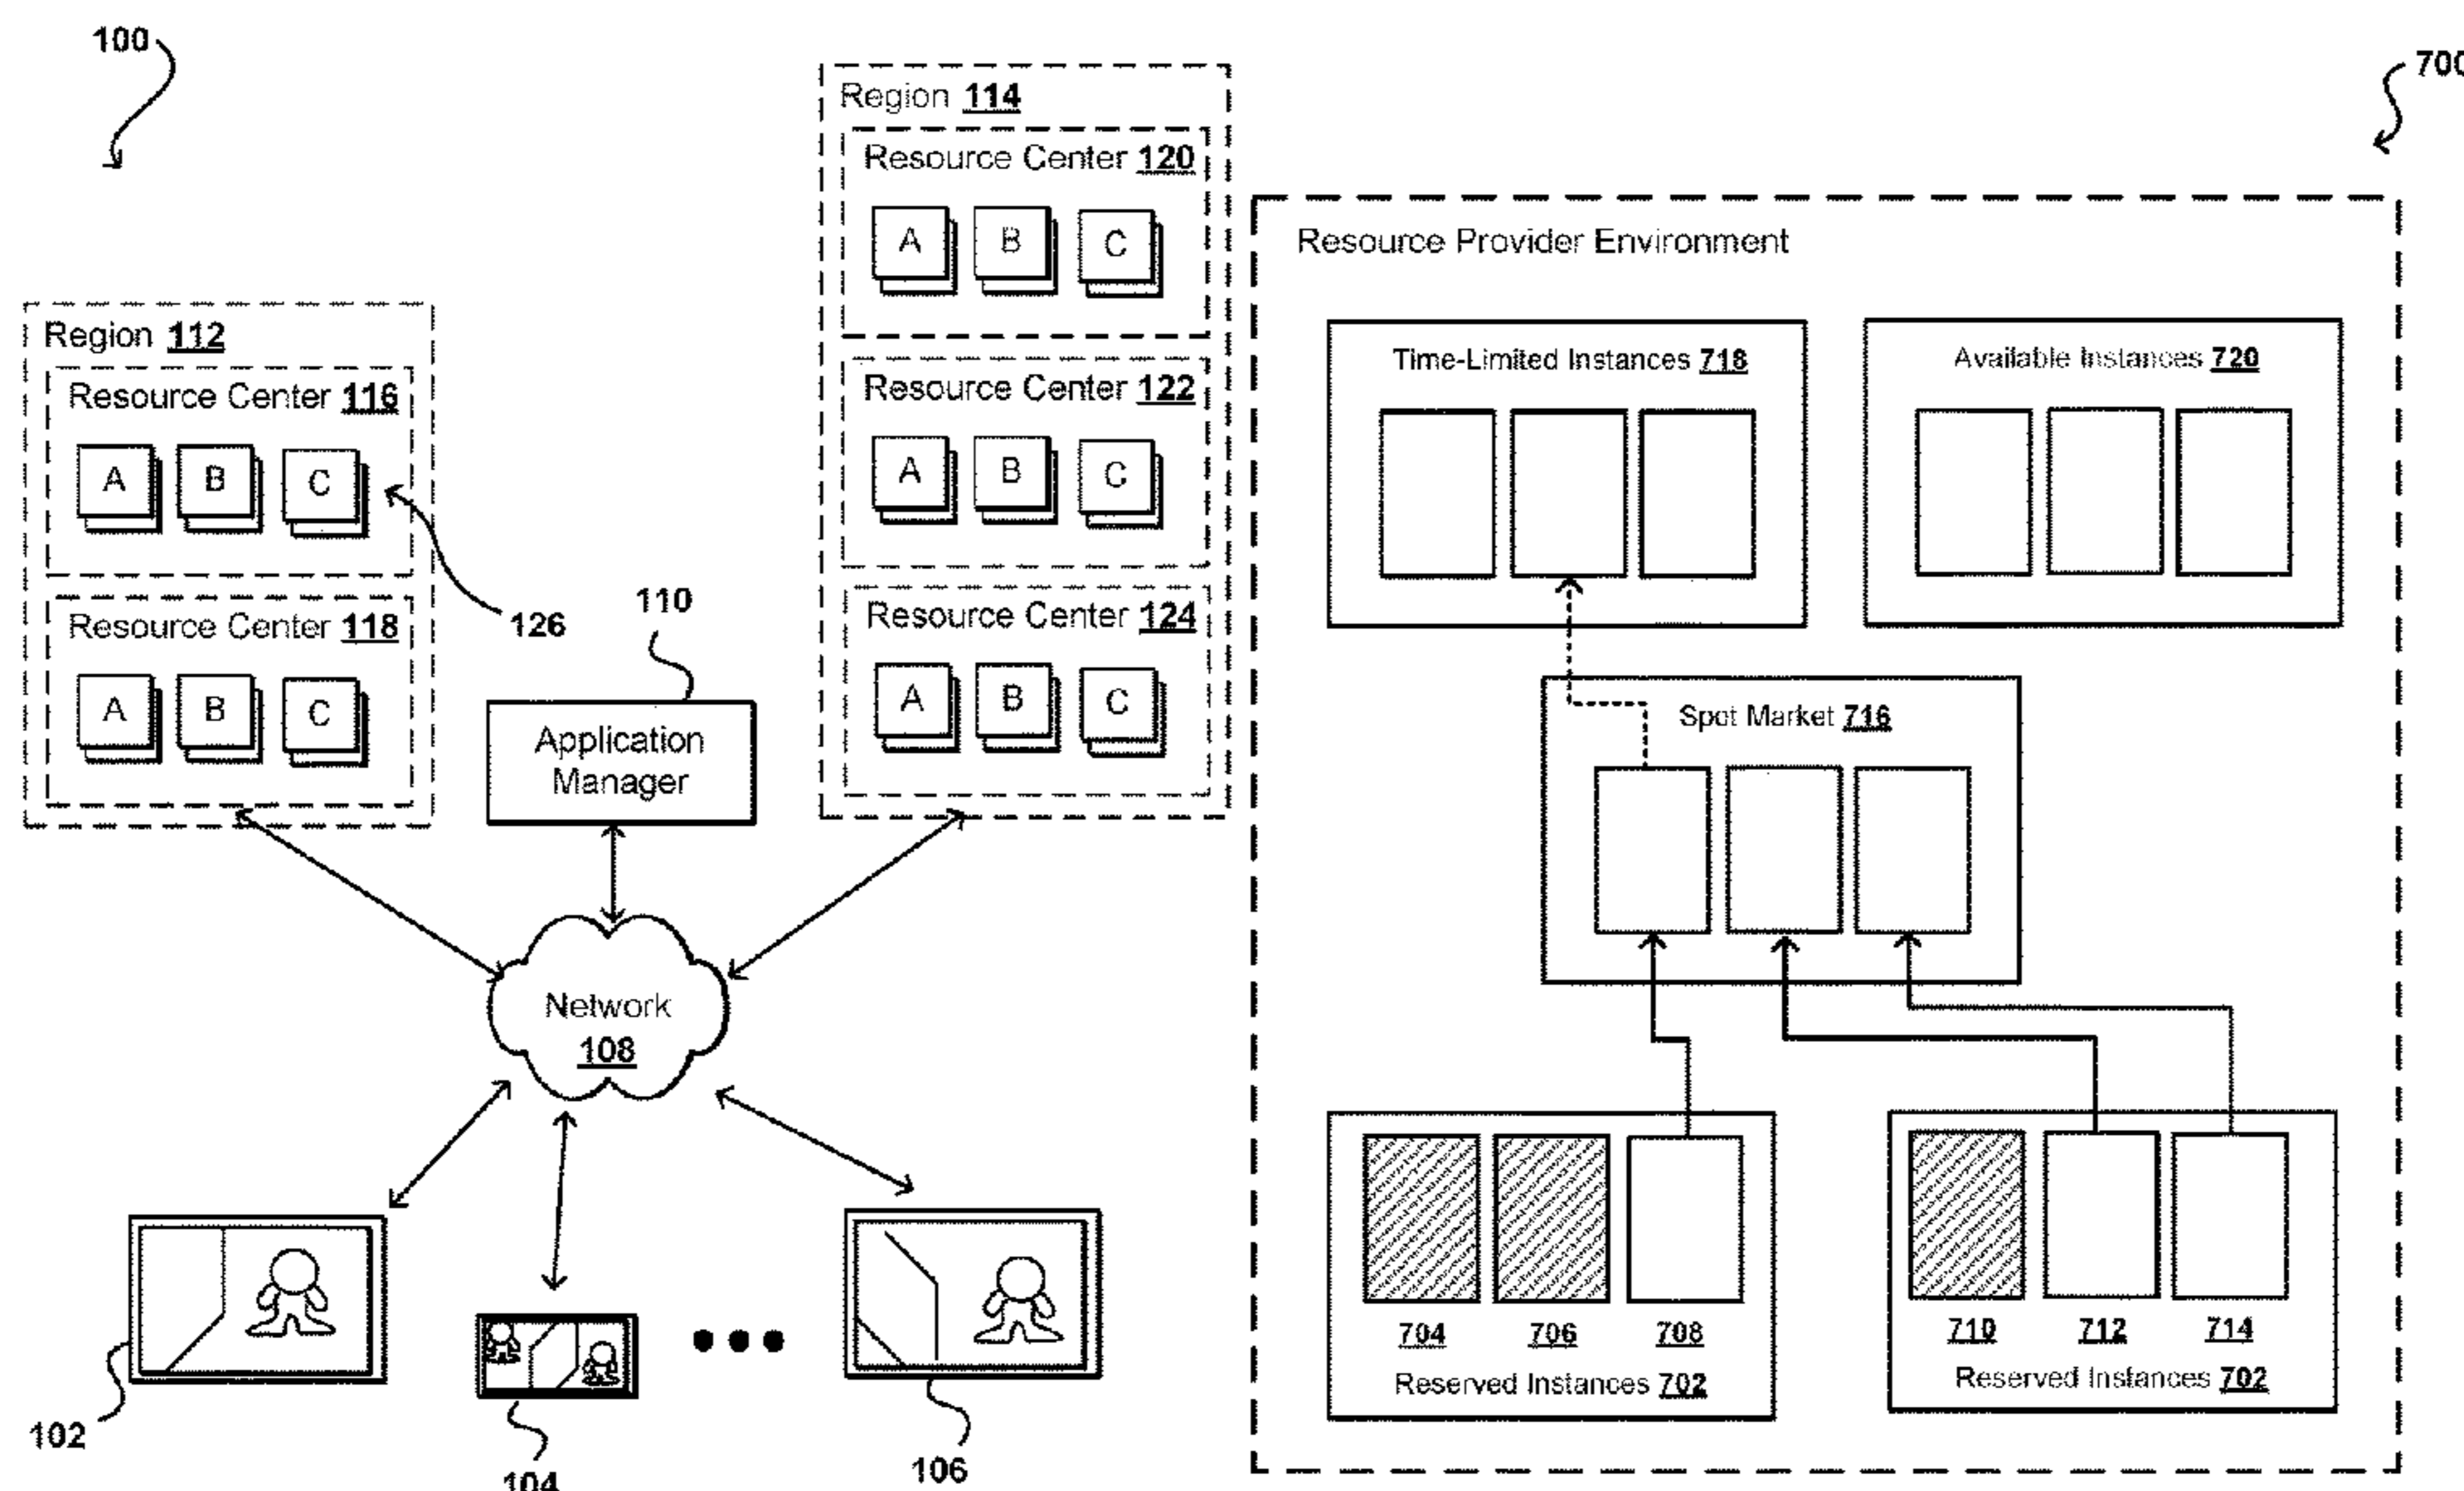 100
Region 112
Resource Center 116
A B C
126
Resource Center 118
A B C
110
Application
Manager
Region 114
Resource Center 120
A B C
Resource Center 122
A B C
Resource Center 124
A B C
Network
108
102
104
106
700
Resource Provider Environment
Time-Limited Instances 718
Available Instances 720
Spot Market 716
704 706 708
Reserved Instances 702
710 712 714
Reserved Instances 702